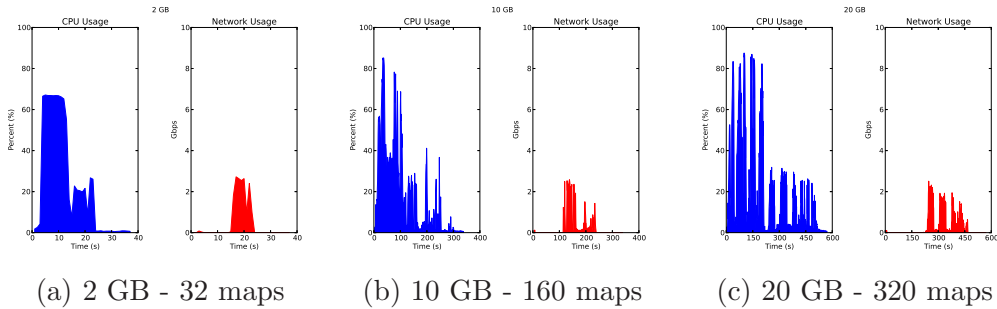 2 GB
CPU Usage
Network Usage
100
80
60
40
20
0
Percent (%)
0 10 20 30 40
Time (s)
10
8
6
4
2
0
Gbps
0 10 20 30 40
Time (s)
(a) 2 GB - 32 maps
10 GB
CPU Usage
Network Usage
100
80
60
40
20
0
Percent (%)
0 100 200 300 400
Time (s)
10
8
6
4
2
0
Gbps
0 100 200 300 400
Time (s)
(b) 10 GB - 160 maps
20 GB
CPU Usage
Network Usage
100
80
60
40
20
0
Percent (%)
0 150 300 450 600
Time (s)
10
8
6
4
2
0
Gbps
0 150 300 450 600
Time (s)
(c) 20 GB - 320 maps